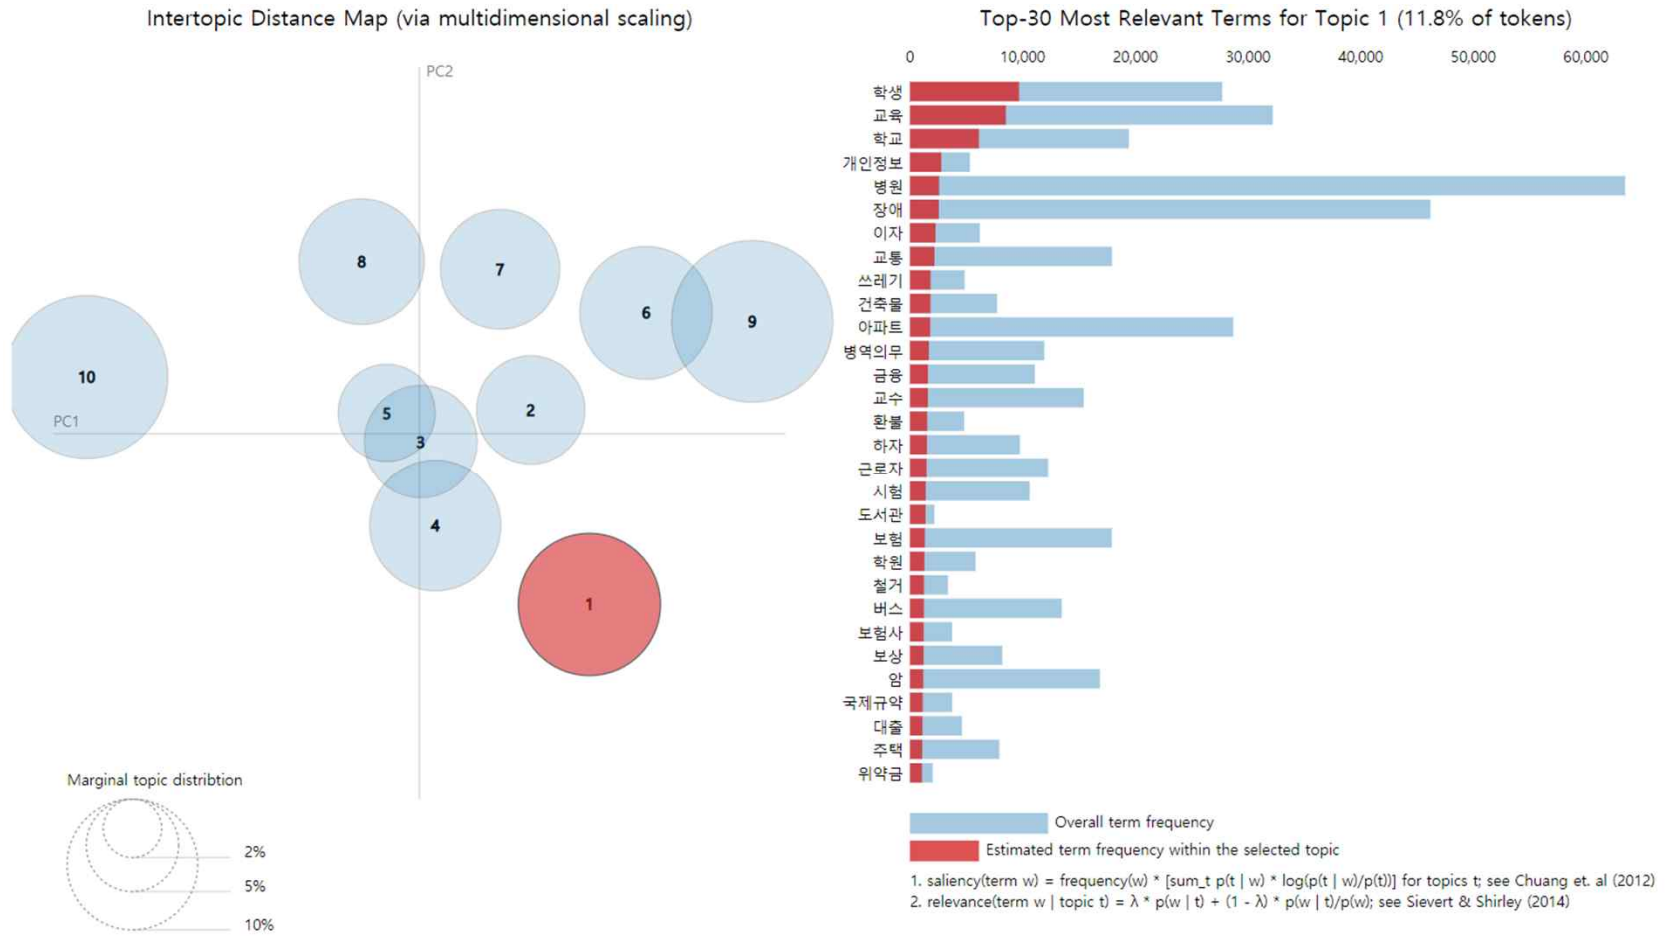 Intertopic Distance Map (via multidimensional scaling)
PC2
PC1
8
7
6
9
10
5
3
2
4
1
Marginal topic distribtion
2%
5%
10%
Top-30 Most Relevant Terms for Topic 1 (11.8% of tokens)
0 10,000 20,000 30,000 40,000 50,000 60,000
학생
교육
학교
개인정보
병원
장애
이자
교통
쓰레기
건축물
아파트
병역의무
금융
교수
환불
하자
근로자
시험
도서관
보험
학원
철거
버스
보험사
보상
암
국제규약
대출
주택
위약금
Overall term frequency
Estimated term frequency within the selected topic
1. saliency(term w) = frequency(w) * [sum_t p(t | w) * log(p(t | w)/p(t))] for topics t; see Chuang et. al (2012)
2. relevance(term w | topic t) = λ * p(w | t) + (1 - λ) * p(w | t)/p(w); see Sievert & Shirley (2014)